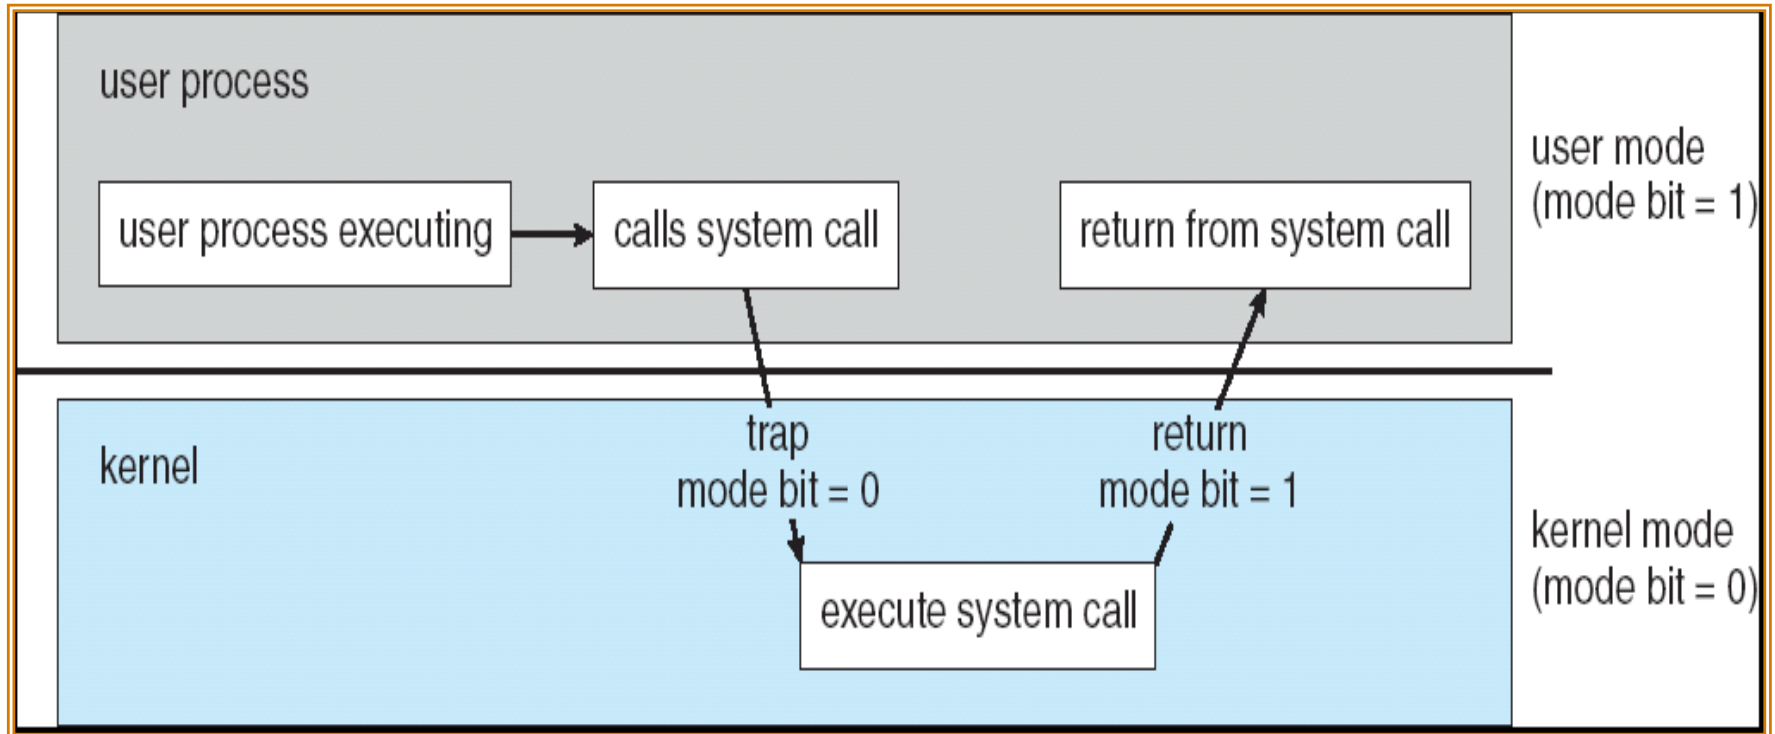 user process
user process executing
calls system call
return from system call
user mode
(mode bit = 1)
kernel
trap
mode bit = 0
return
mode bit = 1
execute system call
kernel mode
(mode bit = 0)